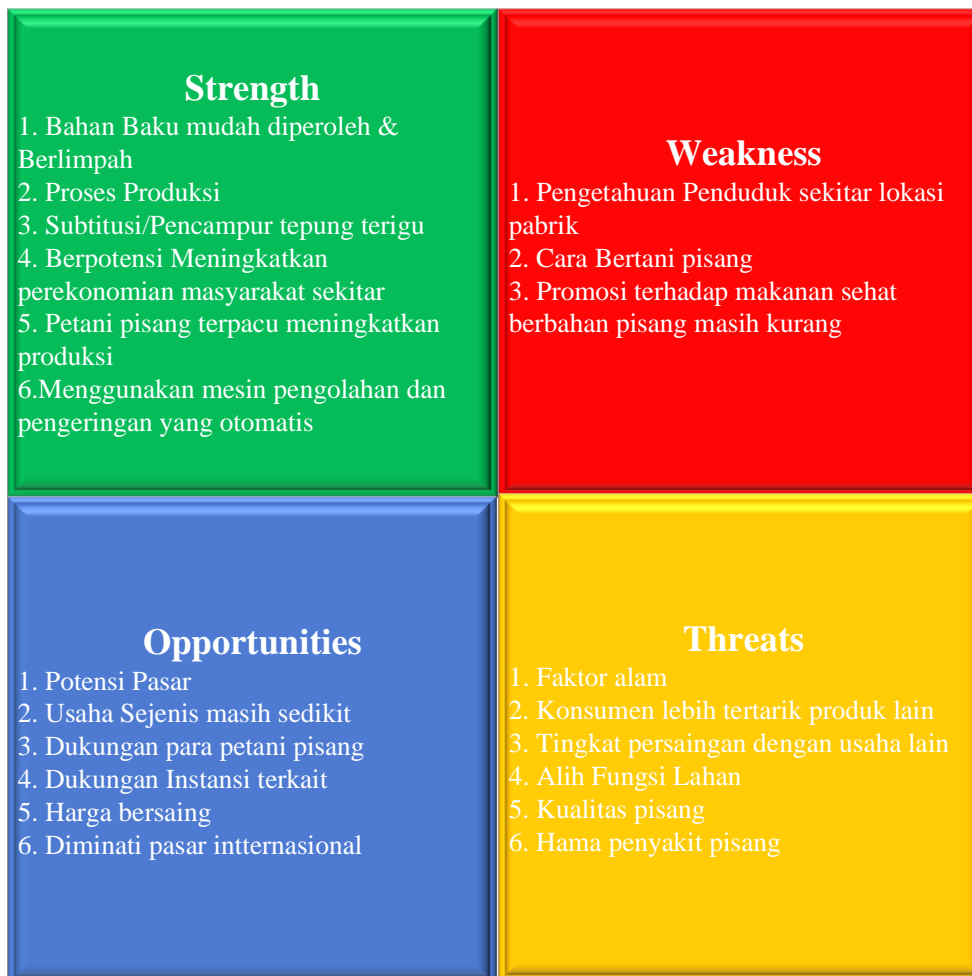 Strength
1. Bahan Baku mudah diperoleh &
Berlimpah
2. Proses Produksi
3. Subtitusi/Pencampur tepung terigu
4. Berpotensi Meningkatkan
perekonomian masyarakat sekitar
5. Petani pisang terpacu meningkatkan
produksi
6.Menggunakan mesin pengolahan dan
pengeringan yang otomatis
Weakness
1. Pengetahuan Penduduk sekitar lokasi
pabrik
2. Cara Bertani pisang
3. Promosi terhadap makanan sehat
berbahan pisang masih kurang
Opportunities
1. Potensi Pasar
2. Usaha Sejenis masih sedikit
3. Dukungan para petani pisang
4. Dukungan Instansi terkait
5. Harga bersaing
6. Diminati pasar intternasional
Threats
1. Faktor alam
2. Konsumen lebih tertarik produk lain
3. Tingkat persaingan dengan usaha lain
4. Alih Fungsi Lahan
5. Kualitas pisang
6. Hama penyakit pisang